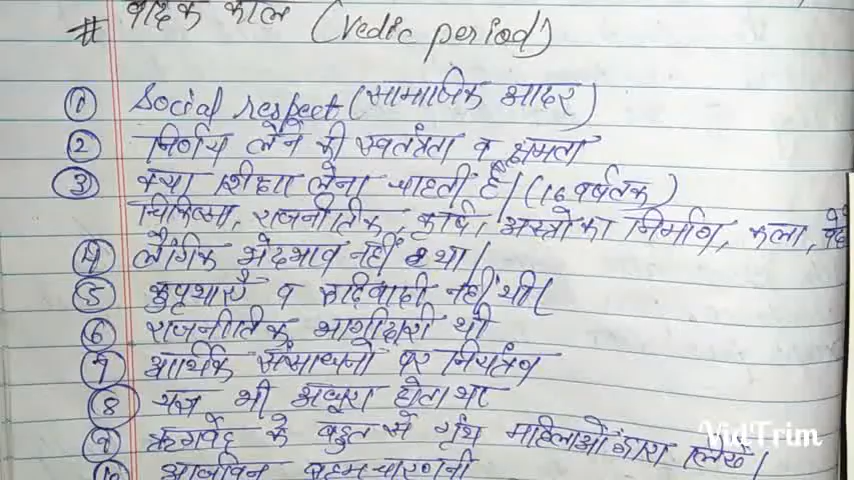 # वैदिक काल (Vedic period)
① Social respect (सामाजिक आदर)
② निर्णय लेने की स्वतंत्रता व क्षमता
③ क्या शिक्षा लेना चाहती है। (16 वर्ष तक)
चिकित्सा, राजनीतिक, कृषि, अस्त्रो का निर्माण, कला,
④ लैंगिक भेदभाव नहीं था।
⑤ कुप्रथाएँ व रूढिवादी नहीं थी।
⑥ राजनीतिक भागीदारी थी
⑦ आर्थिक संसाधनो पर नियंत्रण
⑧ यज्ञ भी अधूरा होता था
⑨ ऋग्वेद के बहुत से ग्रंथ महिलाओं द्वारा लिखे।
⑩ आजीवन ब्रह्मचारणी
VidTrim